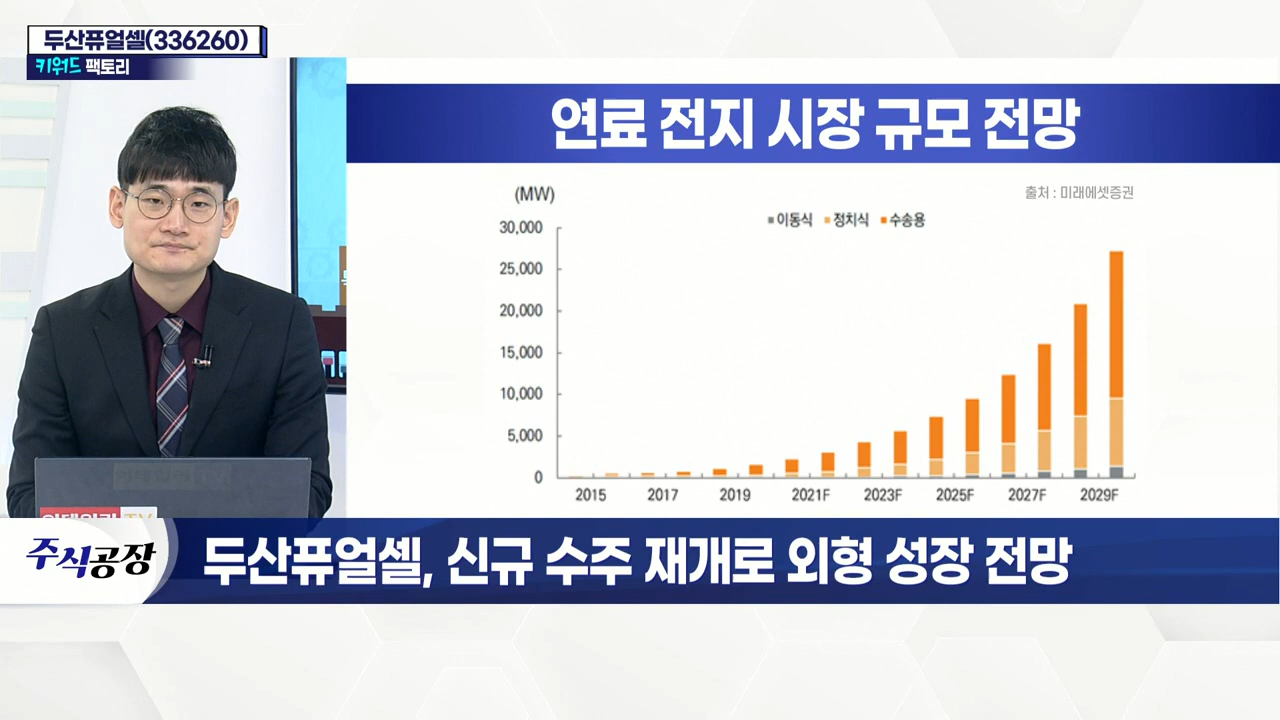 두산퓨얼셀(336260)
키워드 팩토리
연료 전지 시장 규모 전망
(MW)
출처 : 미래에셋증권
이동식 정치식 수송용
30,000
25,000
20,000
15,000
10,000
5,000
0
2015 2017 2019 2021F 2023F 2025F 2027F 2029F
주식공장
두산퓨얼셀, 신규 수주 재개로 외형 성장 전망